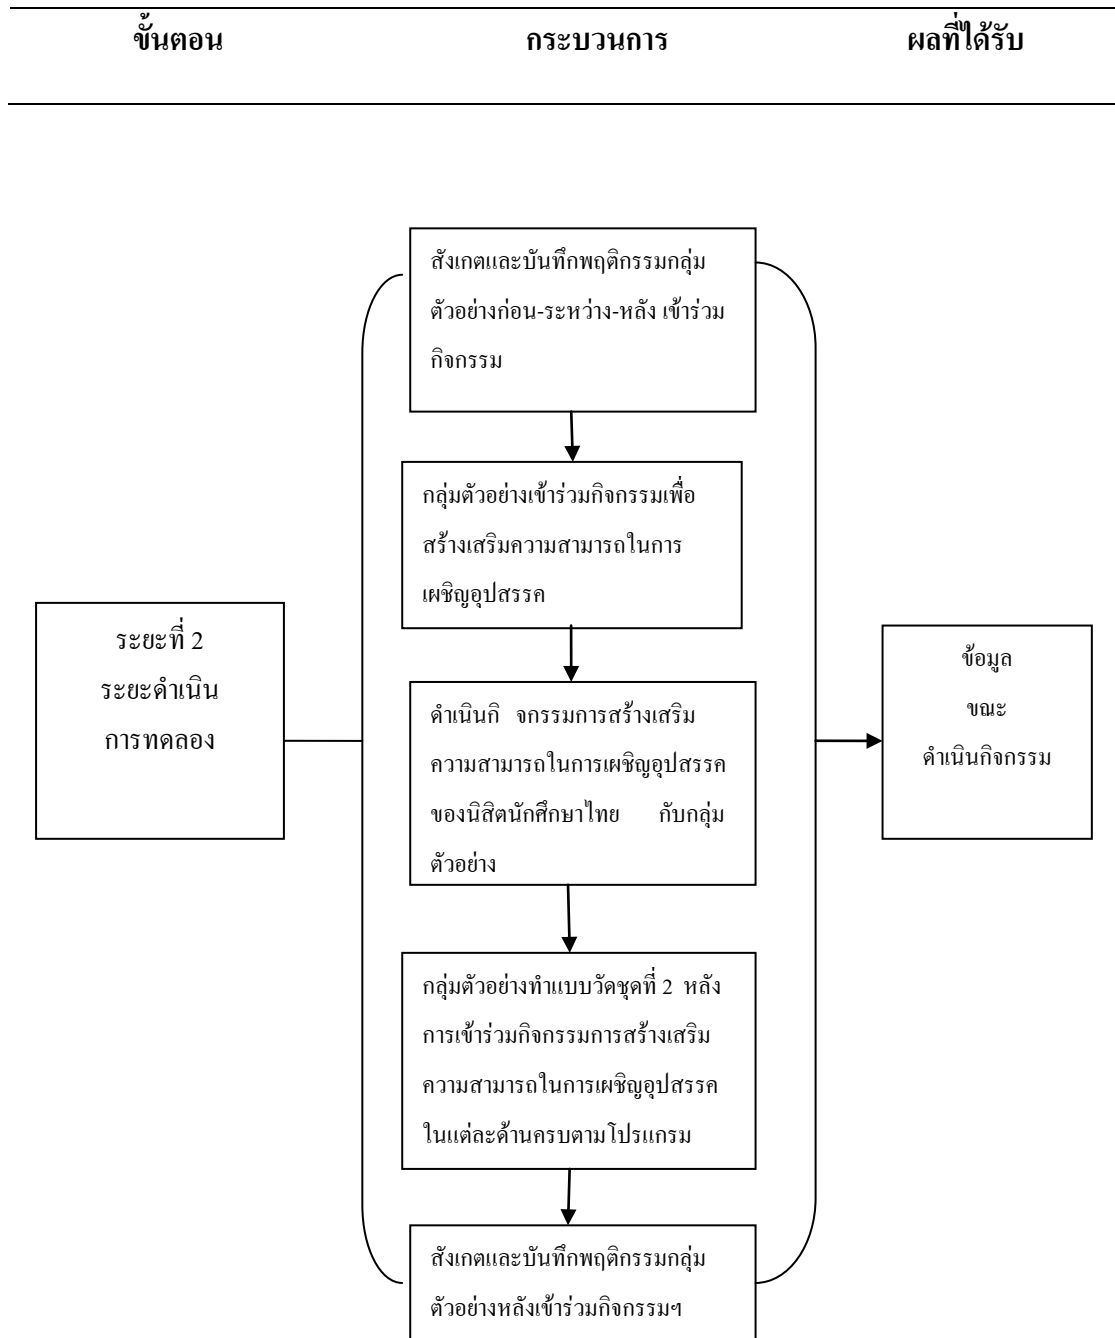 ขั้นตอน กระบวนการ ผลที่ได้รับ
สังเกตและบันทึกพฤติกรรมกลุ่ม
ตัวอย่างก่อน-ระหว่าง-หลัง เข้าร่วม
กิจกรรม
กลุ่มตัวอย่างเข้าร่วมกิจกรรมเพื่อ
สร้างเสริมความสามารถในการ
เผชิญอุปสรรค
ระยะที่ 2
ระยะดำเนิน
การทดลอง
ดำเนินกิ จกรรมการสร้างเสริม
ความสามารถในการเผชิญอุปสรรค
ของนิสิตนักศึกษาไทย กับกลุ่ม
ตัวอย่าง
ข้อมูล
ขณะ
ดำเนินกิจกรรม
กลุ่มตัวอย่างทำแบบวัดชุดที่ 2 หลัง
การเข้าร่วมกิจกรรมการสร้างเสริม
ความสามารถในการเผชิญอุปสรรค
ในแต่ละด้านครบตามโปรแกรม
สังเกตและบันทึกพฤติกรรมกลุ่ม
ตัวอย่างหลังเข้าร่วมกิจกรรมฯ